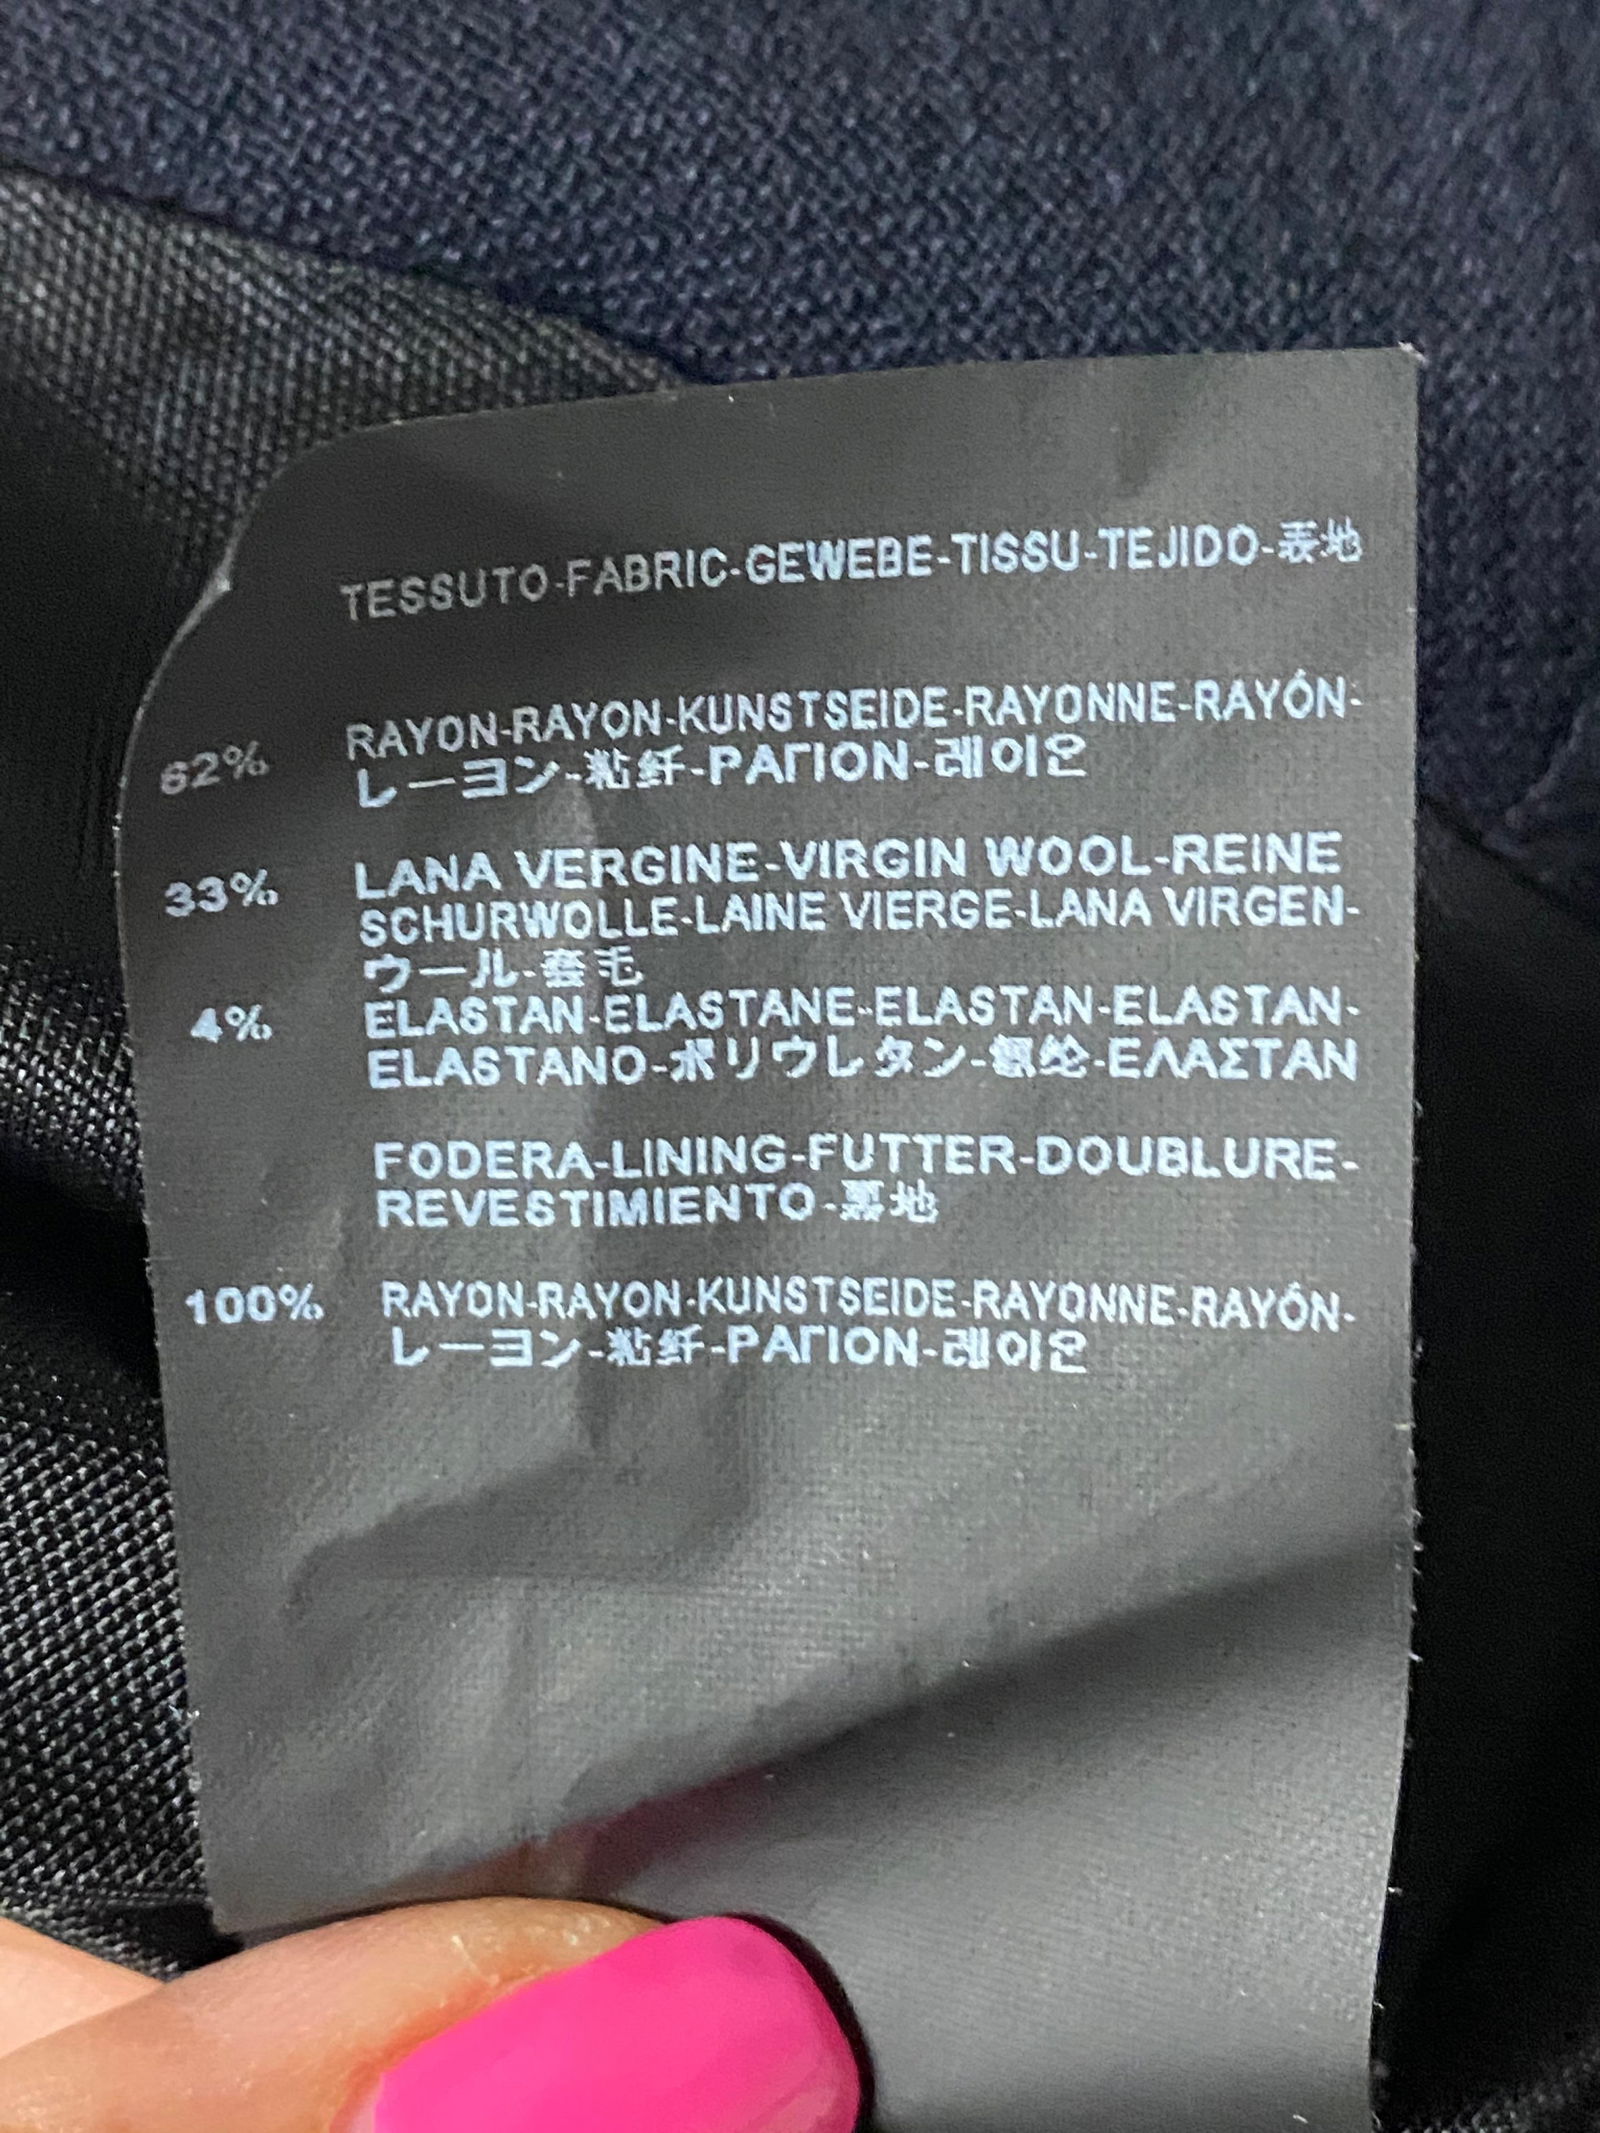 TESSUTO-FABRIC-GEWEBE-TISSU-TEJIDO-表地
62% RAYON-RAYON-KUNSTSEIDE-RAYONNE-RAYÓN-
レーヨン-粘纤-ΡΑΓΙΟΝ-레이온
33% LANA VERGINE-VIRGIN WOOL-REINE
SCHURWOLLE-LAINE VIERGE-LANA VIRGEN-
ウール-套毛
4% ELASTAN-ELASTANE-ELASTAN-ELASTAN-
ELASTANO-ポリウレタン-氨纶-ΕΛΑΣΤΑΝ
FODERA-LINING-FUTTER-DOUBLURE-
REVESTIMIENTO-裏地
100% RAYON-RAYON-KUNSTSEIDE-RAYONNE-RAYÓN-
レーヨン-粘纤-ΡΑΓΙΟΝ-레이온